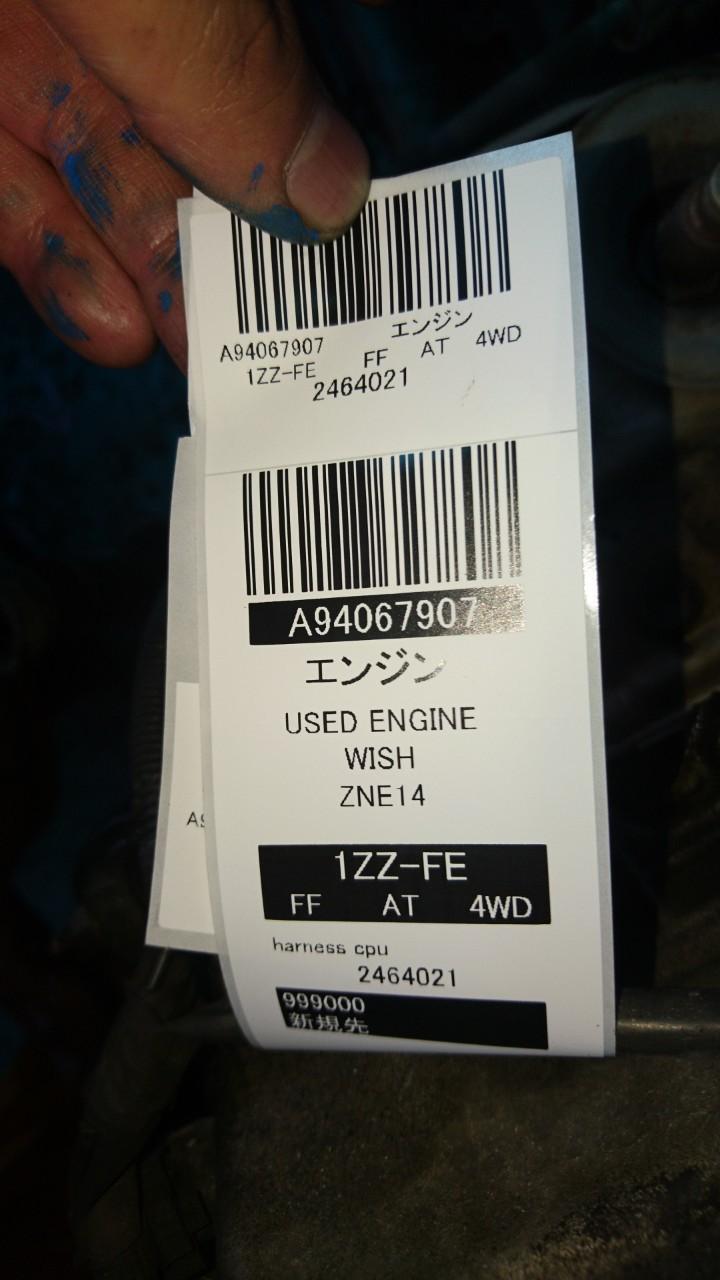 エンジン
A94067907
1ZZ-FE FF AT 4WD
2464021
A94067907
エンジン
USED ENGINE
WISH
ZNE14
1ZZ-FE
FF AT 4WD
harness cpu
2464021
999000
新規先